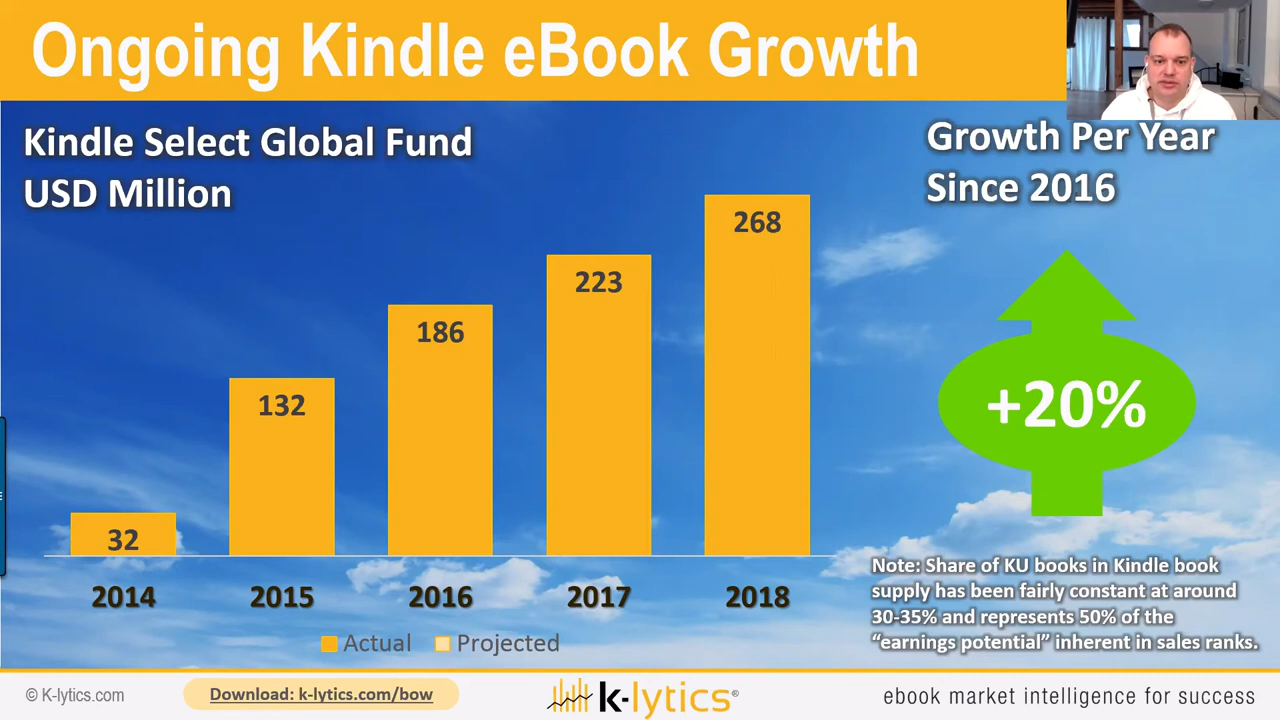 Ongoing Kindle eBook Growth
Kindle Select Global Fund
USD Million
Growth Per Year
Since 2016
268
223
186
132
32
+20%
2014 2015 2016 2017 2018
Actual Projected
Note: Share of KU books in Kindle book
supply has been fairly constant at around
30-35% and represents 50% of the
“earnings potential” inherent in sales ranks.
© K-lytics.com
Download: k-lytics.com/bow
k-lytics®
ebook market intelligence for success